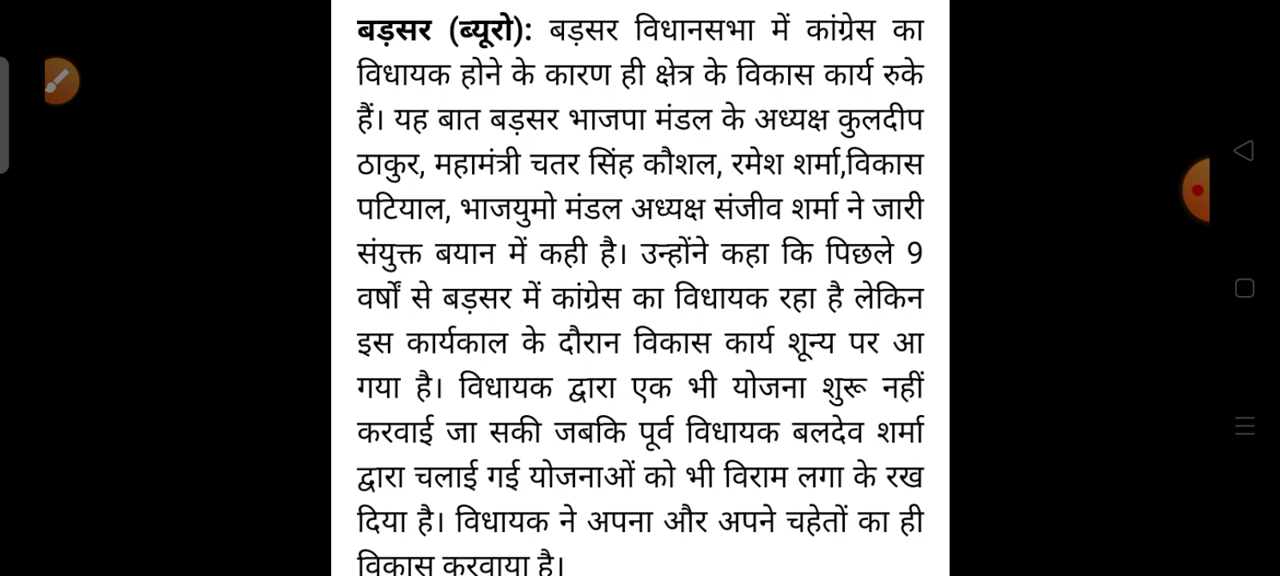 बड़सर (ब्यूरो): बड़सर विधानसभा में कांग्रेस का
विधायक होने के कारण ही क्षेत्र के विकास कार्य रुके
हैं। यह बात बड़सर भाजपा मंडल के अध्यक्ष कुलदीप
ठाकुर, महामंत्री चतर सिंह कौशल, रमेश शर्मा,विकास
पटियाल, भाजयुमो मंडल अध्यक्ष संजीव शर्मा ने जारी
संयुक्त बयान में कही है। उन्होंने कहा कि पिछले 9
वर्षों से बड़सर में कांग्रेस का विधायक रहा है लेकिन
इस कार्यकाल के दौरान विकास कार्य शून्य पर आ
गया है। विधायक द्वारा एक भी योजना शुरू नहीं
करवाई जा सकी जबकि पूर्व विधायक बलदेव शर्मा
द्वारा चलाई गई योजनाओं को भी विराम लगा के रख
दिया है। विधायक ने अपना और अपने चहेतों का ही
विकास करवाया है।